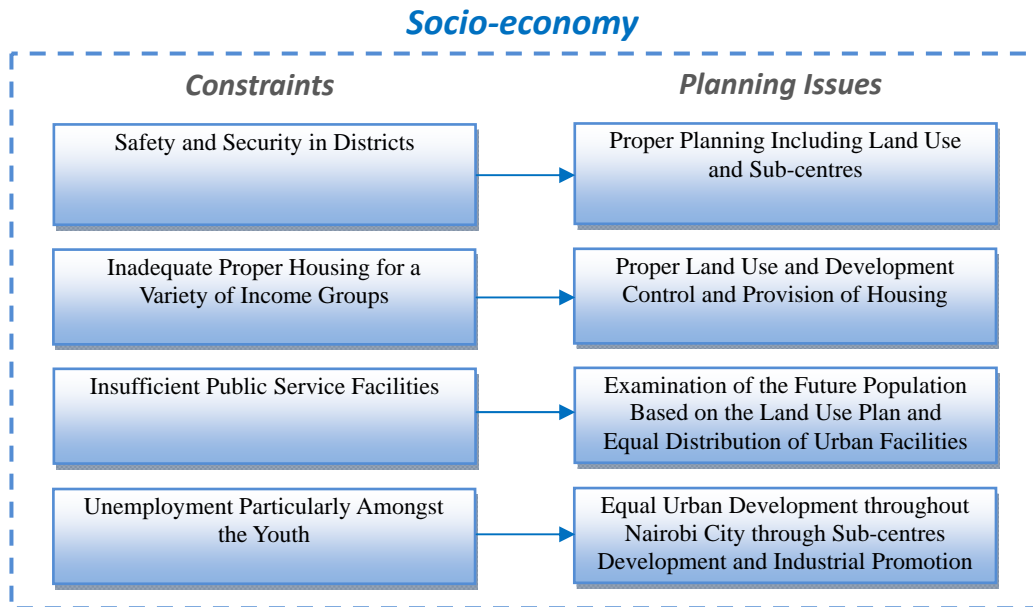 Socio-economy
Constraints
Planning Issues
Safety and Security in Districts
Proper Planning Including Land Use
and Sub-centres
Inadequate Proper Housing for a
Variety of Income Groups
Proper Land Use and Development
Control and Provision of Housing
Insufficient Public Service Facilities
Examination of the Future Population
Based on the Land Use Plan and
Equal Distribution of Urban Facilities
Unemployment Particularly Amongst
the Youth
Equal Urban Development throughout
Nairobi City through Sub-centres
Development and Industrial Promotion